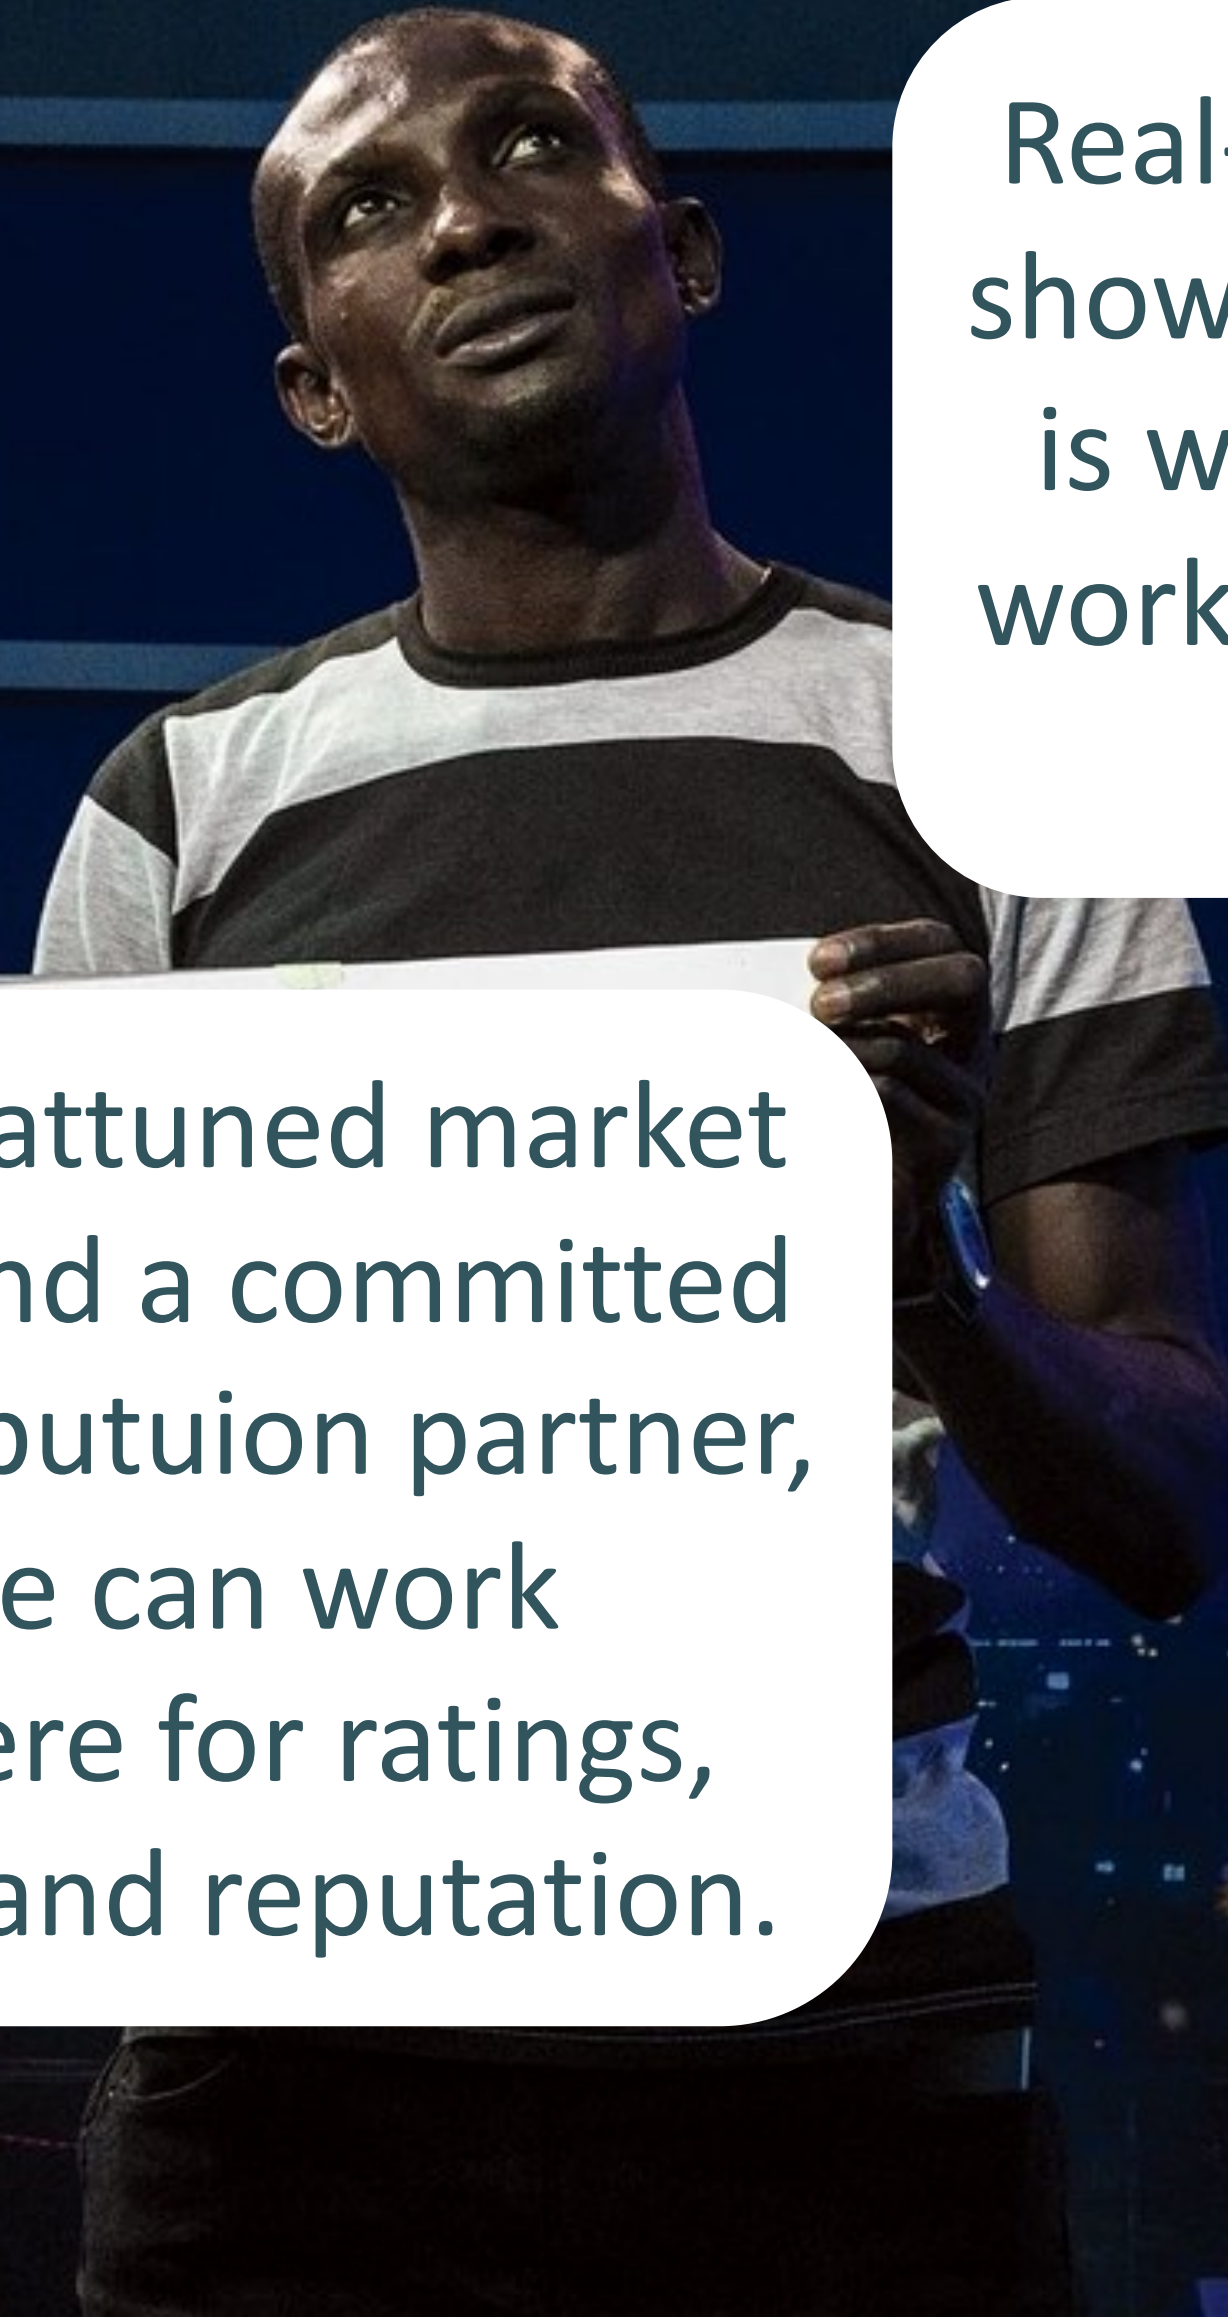 Real-
show
is w
work
attuned market
nd a committed
butuion partner,
e can work
ere for ratings,
and reputation.